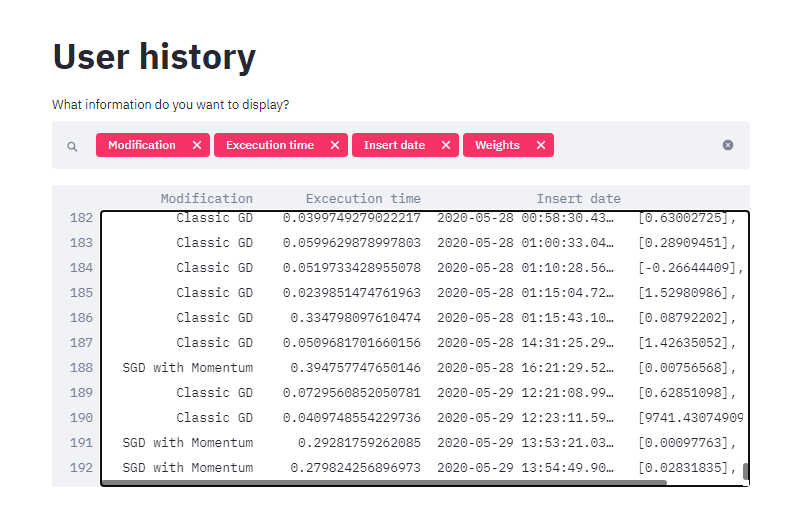 User history
What information do you want to display?
Modification Excecution time Insert date Weights
Modification Excecution time Insert date
182 Classic GD 0.0399749279022217 2020-05-28 00:58:30.43… [0.63002725],
183 Classic GD 0.0599629878997803 2020-05-28 01:00:33.04… [0.28909451],
184 Classic GD 0.0519733428955078 2020-05-28 01:10:28.56… [-0.26644409],
185 Classic GD 0.0239851474761963 2020-05-28 01:15:04.72… [1.52980986],
186 Classic GD 0.334798097610474 2020-05-28 01:15:43.10… [0.08792202],
187 Classic GD 0.0509681701660156 2020-05-28 14:31:25.29… [1.42635052],
188 SGD with Momentum 0.394757747650146 2020-05-28 16:21:29.52… [0.00756568],
189 Classic GD 0.0729560852050781 2020-05-29 12:21:08.99… [0.62851098],
190 Classic GD 0.0409748554229736 2020-05-29 12:23:11.59… [9741.43074909
191 SGD with Momentum 0.29281759262085 2020-05-29 13:53:21.03… [0.00097763],
192 SGD with Momentum 0.279824256896973 2020-05-29 13:54:49.90… [0.02831835],